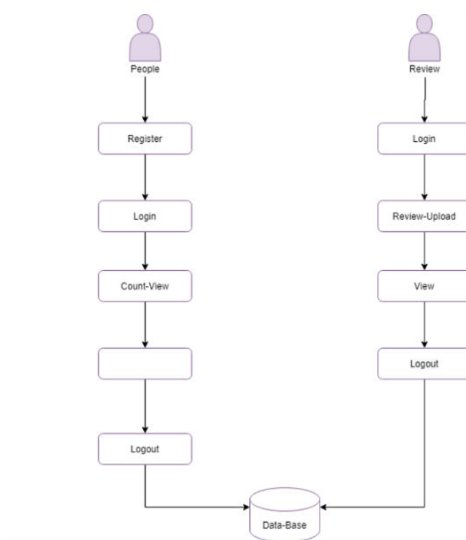 People
Register
Login
Count-View
Logout
Review
Login
Review-Upload
View
Logout
Data-Base